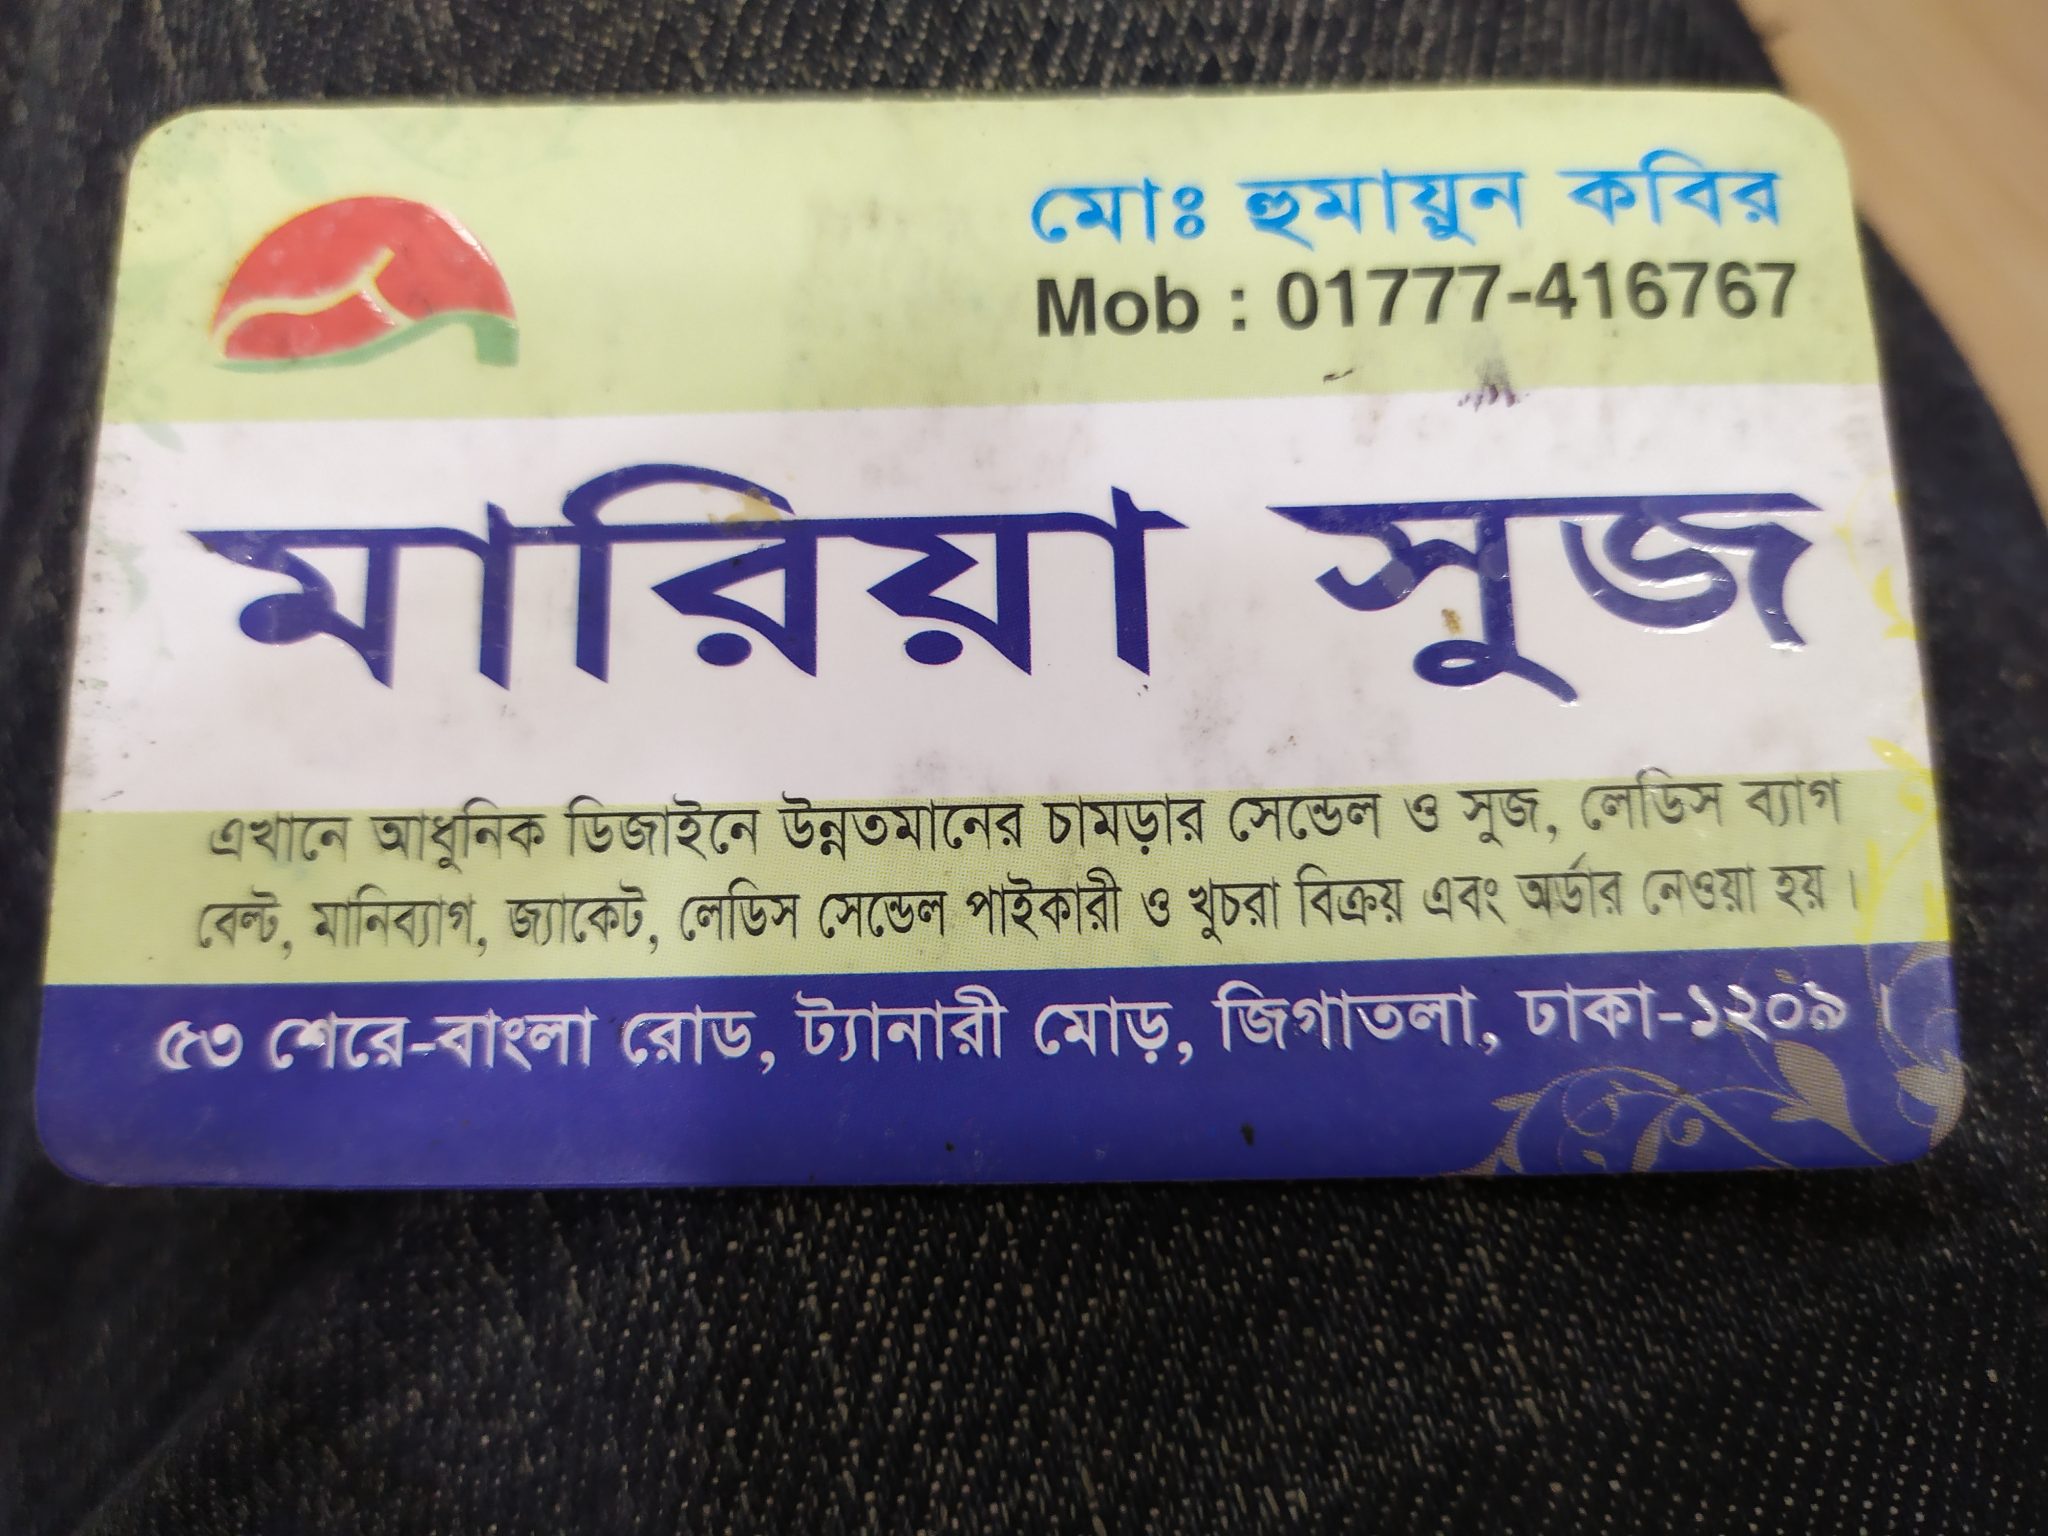 মোঃ হুমায়ুন কবির
Mob : 01777-416767
মারিয়া সুজ
এখানে আধুনিক ডিজাইনে উন্নতমানের চামড়ার সেন্ডেল ও সুজ, লেডিস ব্যাগ
বেল্ট, মানিব্যাগ, জ্যাকেট, লেডিস সেন্ডেল পাইকারী ও খুচরা বিক্রয় এবং অর্ডার নেওয়া হয়।
৫৩ শেরে-বাংলা রোড, ট্যানারী মোড়, জিগাতলা, ঢাকা-১২০৯।